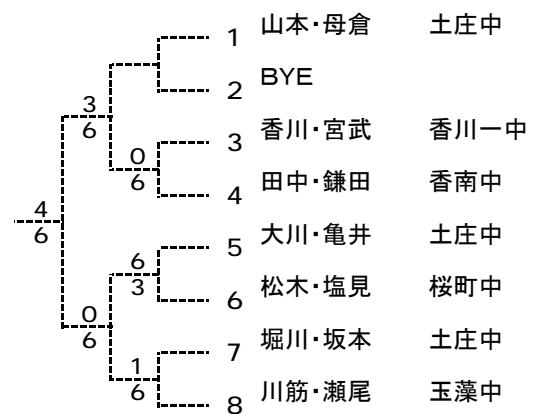 1 山本・母倉 土庄中
2 BYE
3
6
3 香川・宮武 香川一中
0
6
4 田中・鎌田 香南中
4
6
5 大川・亀井 土庄中
6
3
6 松木・塩見 桜町中
0
6
7 堀川・坂本 土庄中
1
6
8 川筋・瀬尾 玉藻中